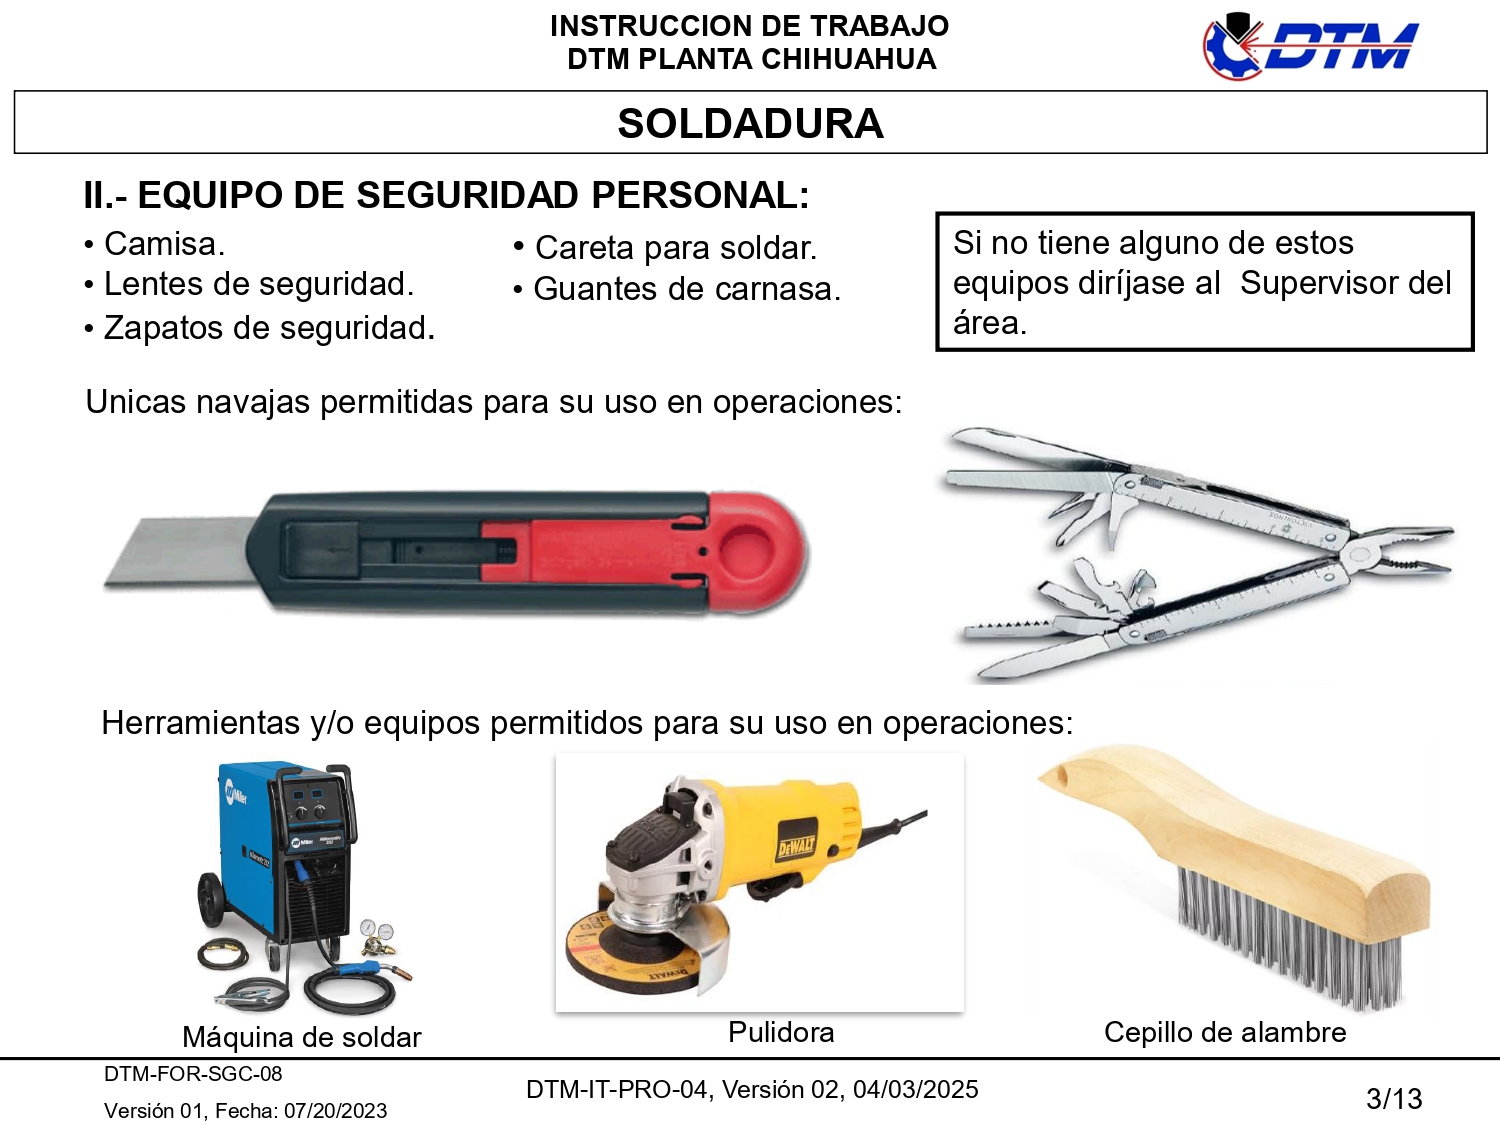 INSTRUCCION DE TRABAJO
DTM PLANTA CHIHUAHUA
DTM
SOLDADURA
II.- EQUIPO DE SEGURIDAD PERSONAL:
• Camisa.
• Lentes de seguridad.
• Zapatos de seguridad.
• Careta para soldar.
• Guantes de carnasa.
Si no tiene alguno de estos
equipos diríjase al Supervisor del
área.
Unicas navajas permitidas para su uso en operaciones:
Herramientas y/o equipos permitidos para su uso en operaciones:
Miller
Miller
DEWALT
DEWALT
Máquina de soldar
Pulidora
Cepillo de alambre
DTM-FOR-SGC-08
Versión 01, Fecha: 07/20/2023
DTM-IT-PRO-04, Versión 02, 04/03/2025
3/13